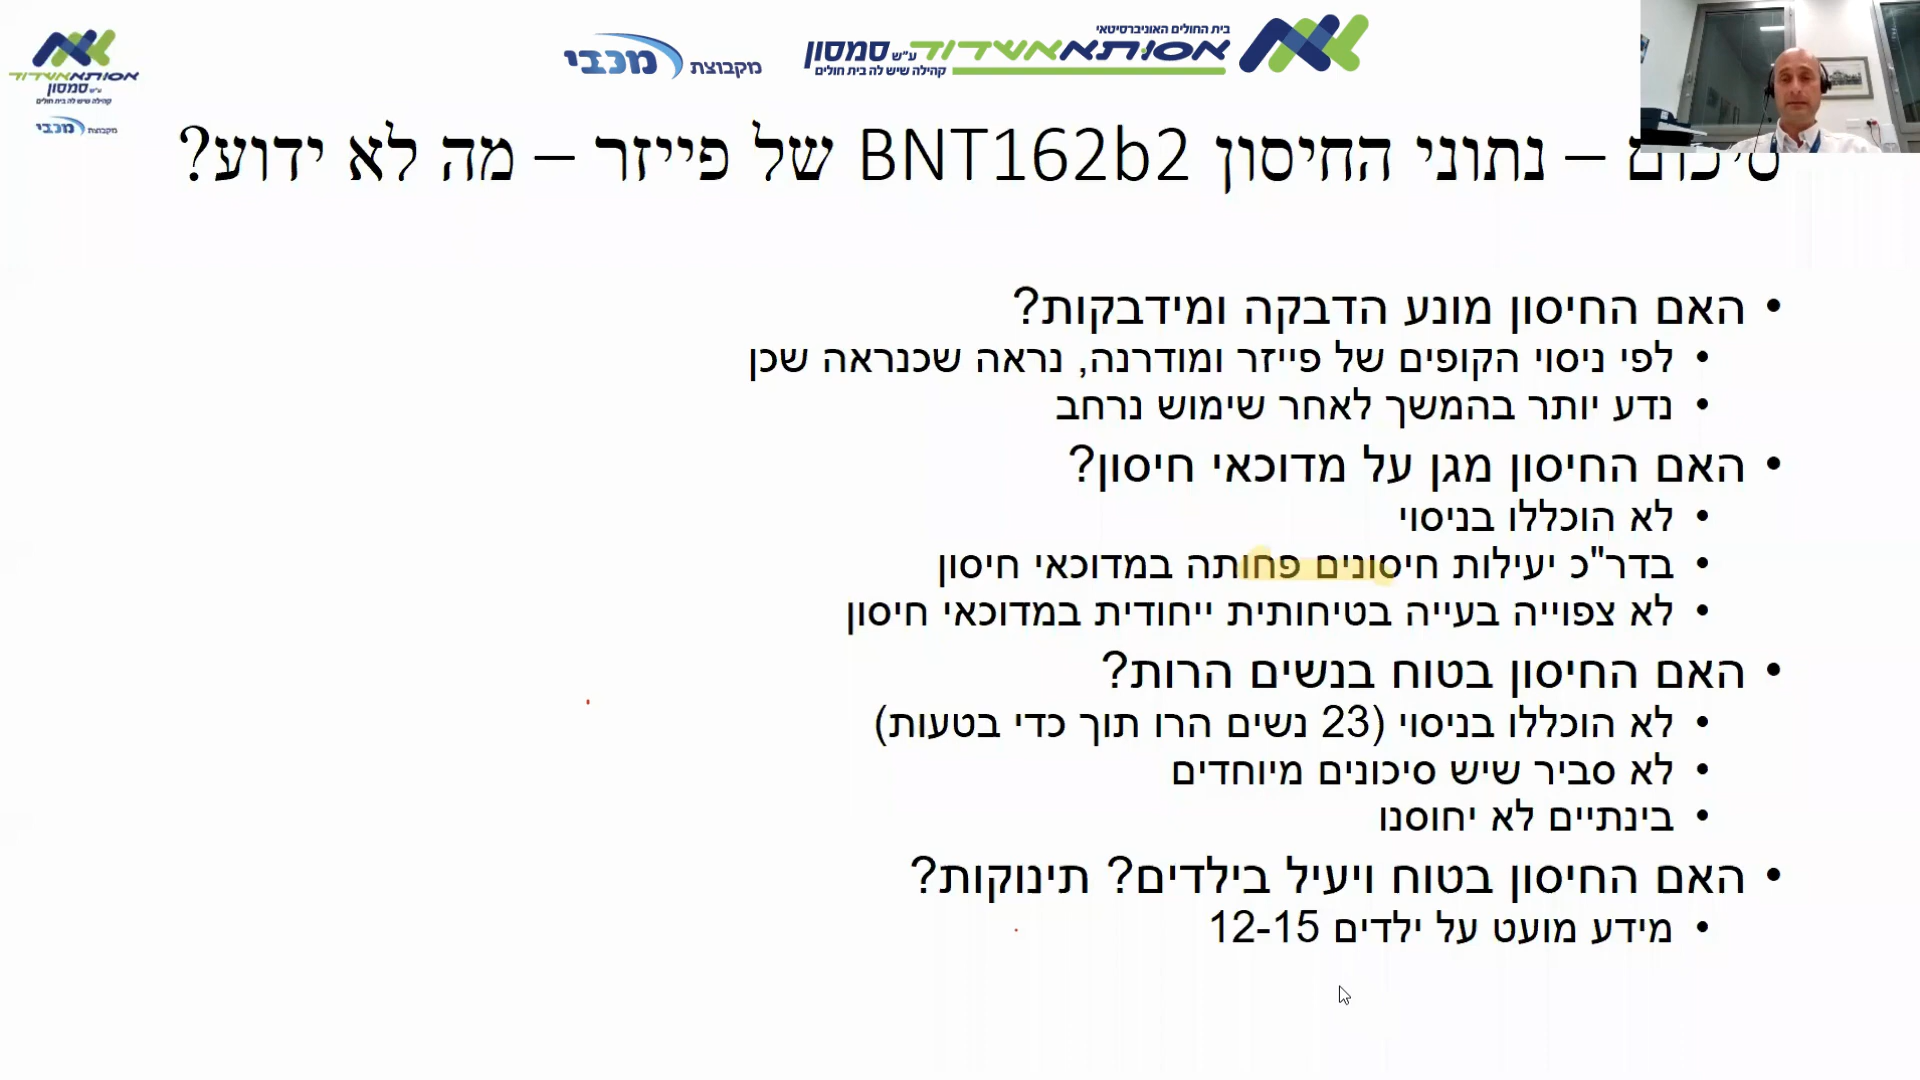 בית החולים האוניברסיטאי
אסותא אשדוד ע״ש סמסון
קהילה שיש לה בית חולים
מקבוצת מכבי
אסותא אשדוד
ע״ש סמסון
קהילה שיש לה בית חולים
מקבוצת מכבי
סיכום – נתוני החיסון BNT162b2 של פייזר – מה לא ידוע?
• האם החיסון מונע הדבקה ומידבקות?
• לפי ניסוי הקופים של פייזר ומודרנה, נראה שכנראה שכן
• נדע יותר בהמשך לאחר שימוש נרחב
• האם החיסון מגן על מדוכאי חיסון?
• לא הוכללו בניסוי
• בדר"כ יעילות חיסונים פחותה במדוכאי חיסון
• לא צפוייה בעייה בטיחותית ייחודית במדוכאי חיסון
• האם החיסון בטוח בנשים הרות?
• לא הוכללו בניסוי (23 נשים הרו תוך כדי בטעות)
• לא סביר שיש סיכונים מיוחדים
• בינתיים לא יחוסנו
• האם החיסון בטוח ויעיל בילדים? תינוקות?
• מידע מועט על ילדים 12-15